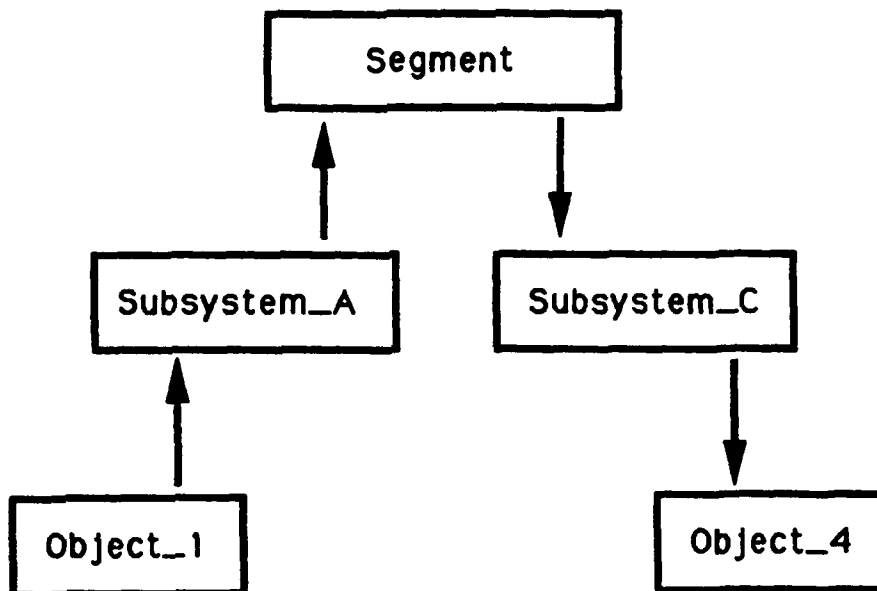 Segment
Subsystem_A
Subsystem_C
Object_1
Object_4